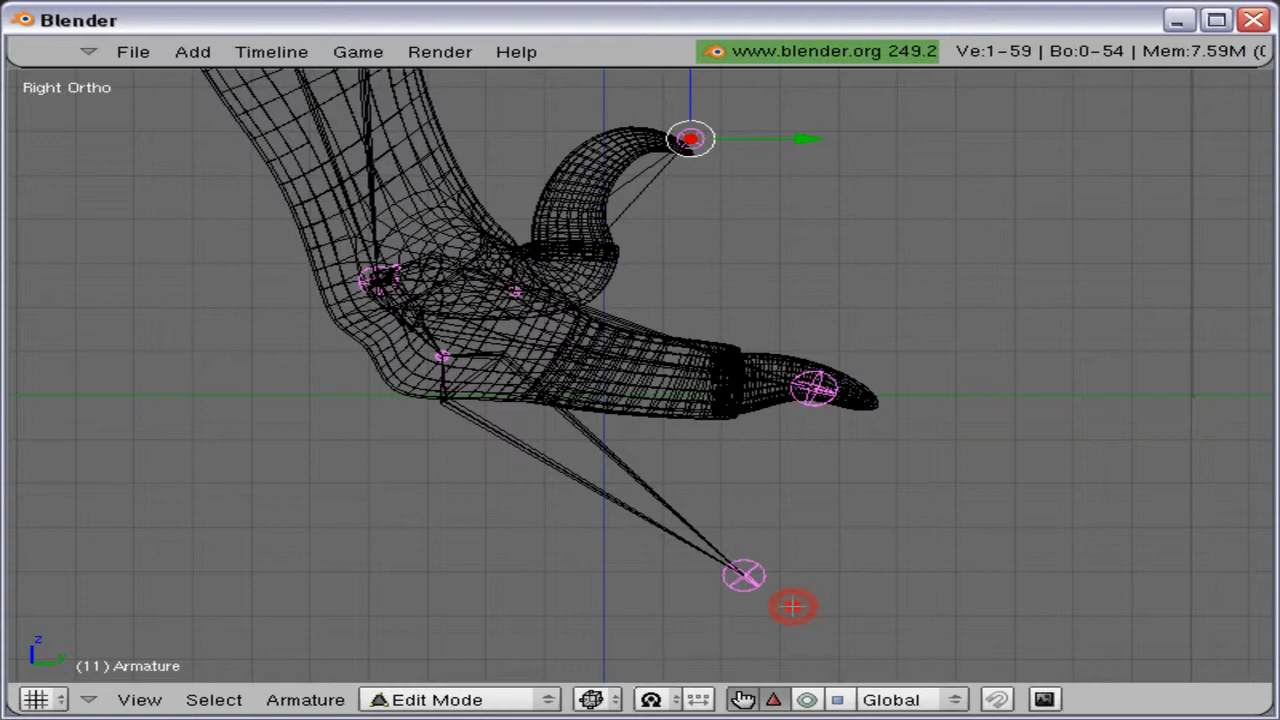 Blender
File Add Timeline Game Render Help www.blender.org 249.2 Ve:1-59 | Bo:0-54 | Mem:7.59M (
Right Ortho
z
y
(11) Armature
View Select Armature Edit Mode Global